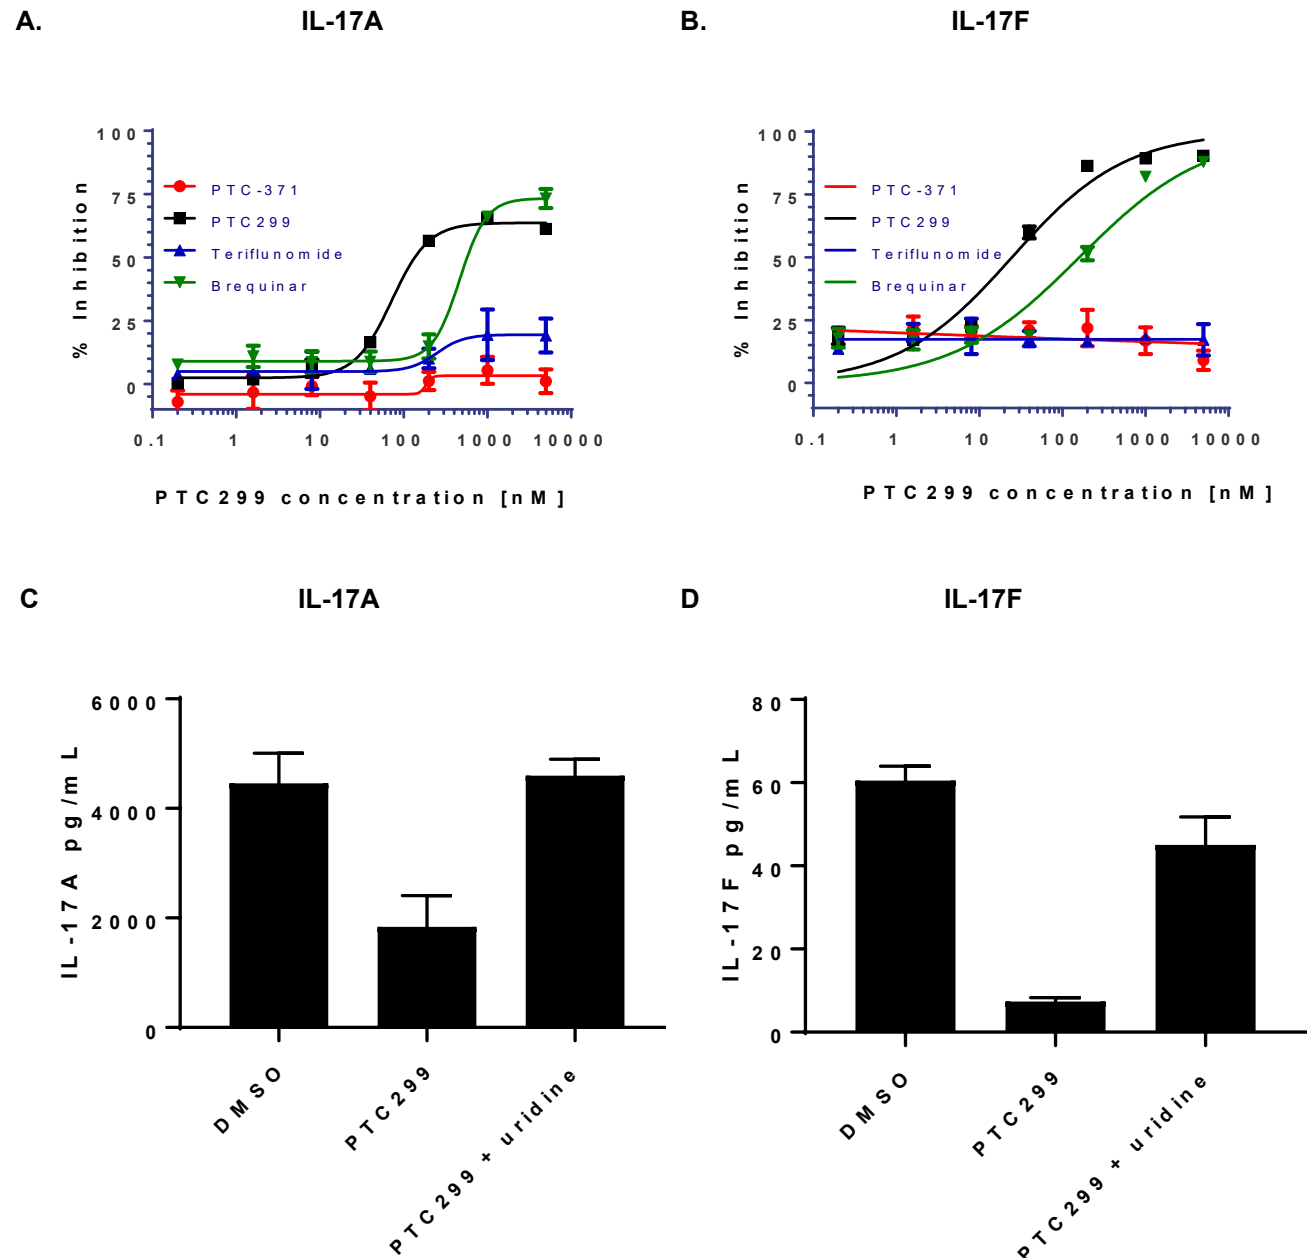 A.
IL-17A
100
75
50
25
0
% Inhibition
PTC-371
PTC299
Teriflunomide
Brequinar
0.1 1 10 100 1000 10000
PTC299 concentration [nM]
B.
IL-17F
100
75
50
25
0
% Inhibition
PTC-371
PTC299
Teriflunomide
Brequinar
0.1 1 10 100 1000 10000
PTC299 concentration [nM]
C
IL-17A
6000
4000
2000
0
IL-17A pg/mL
DMSO
PTC299
PTC299 + uridine
D
IL-17F
80
60
40
20
0
IL-17F pg/mL
DMSO
PTC299
PTC299 + uridine